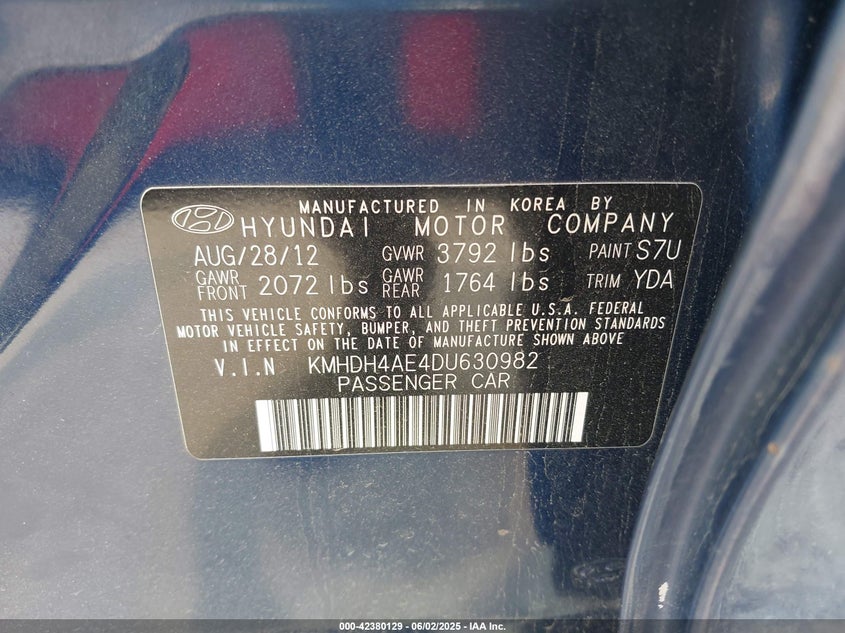 MANUFACTURED IN KOREA BY
HYUNDAI MOTOR COMPANY
AUG/28/12 GVWR 3792 lbs PAINT S7U
GAWR FRONT 2072 lbs GAWR REAR 1764 lbs TRIM YDA
THIS VEHICLE CONFORMS TO ALL APPLICABLE U.S.A. FEDERAL
MOTOR VEHICLE SAFETY, BUMPER, AND THEFT PREVENTION STANDARDS
IN EFFECT ON THE DATE OF MANUFACTURE SHOWN ABOVE
V.I.N KMHDH4AE4DU630982
PASSENGER CAR
000-42380129 - 06/02/2025 - IAA Inc.